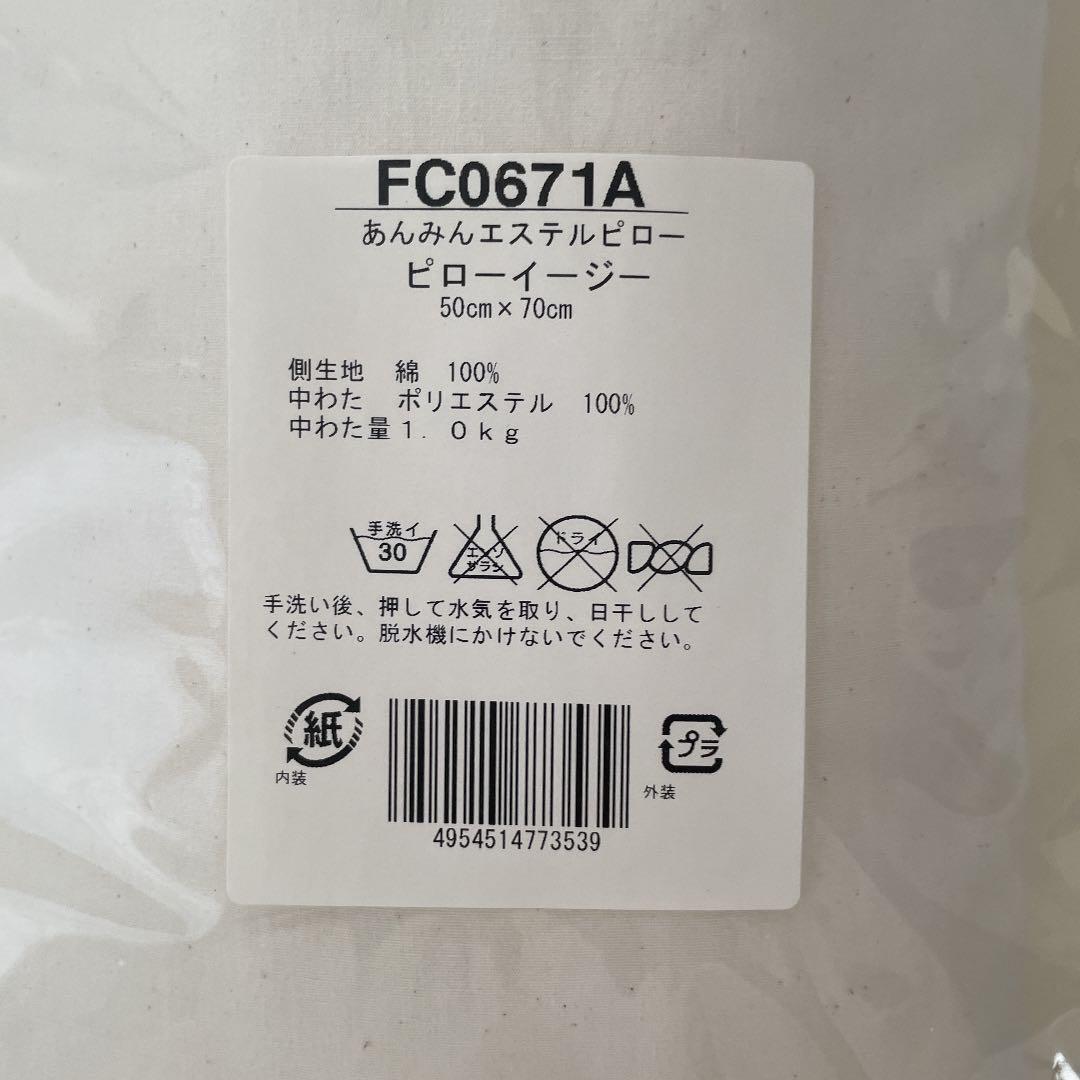 FC0671A
あんみんエステルピロー
ピローイージー
50cm×70cm
側生地　綿　100%
中わた　ポリエステル　100%
中わた量１．０ｋｇ
手洗イ
30
エンソ
サラシ
ドライ
手洗い後、押して水気を取り、日干しして
ください。脱水機にかけないでください。
紙
内装
プラ
外装
4954514773539